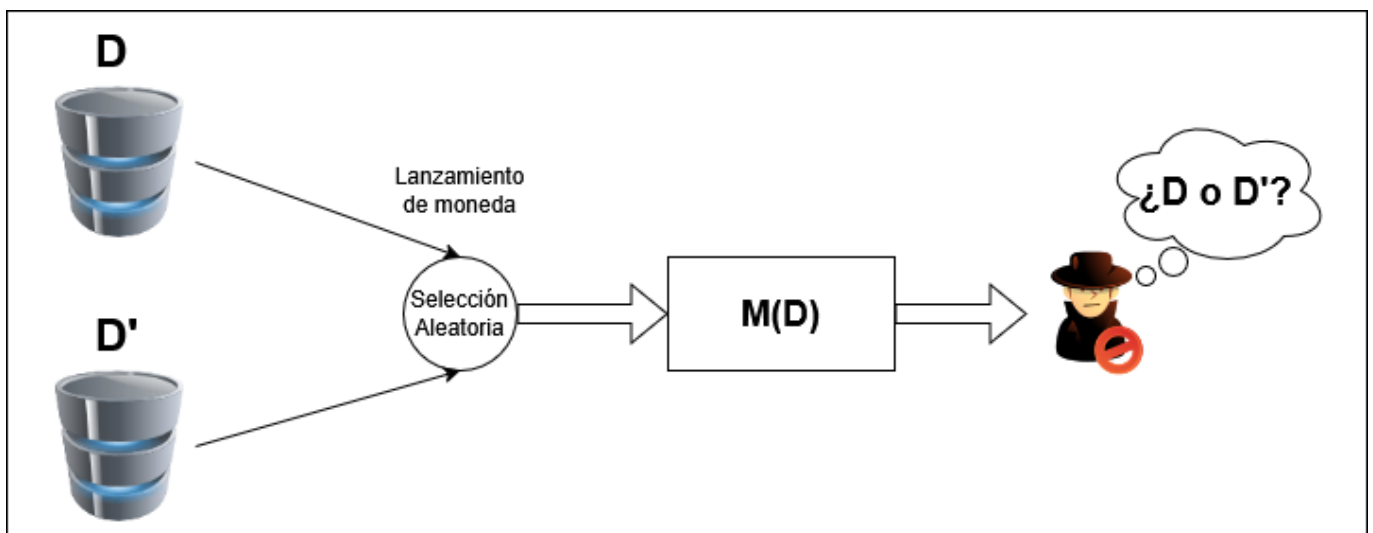 D
Lanzamiento
de moneda
¿D o D'?
Selección
Aleatoria
M(D)
D'